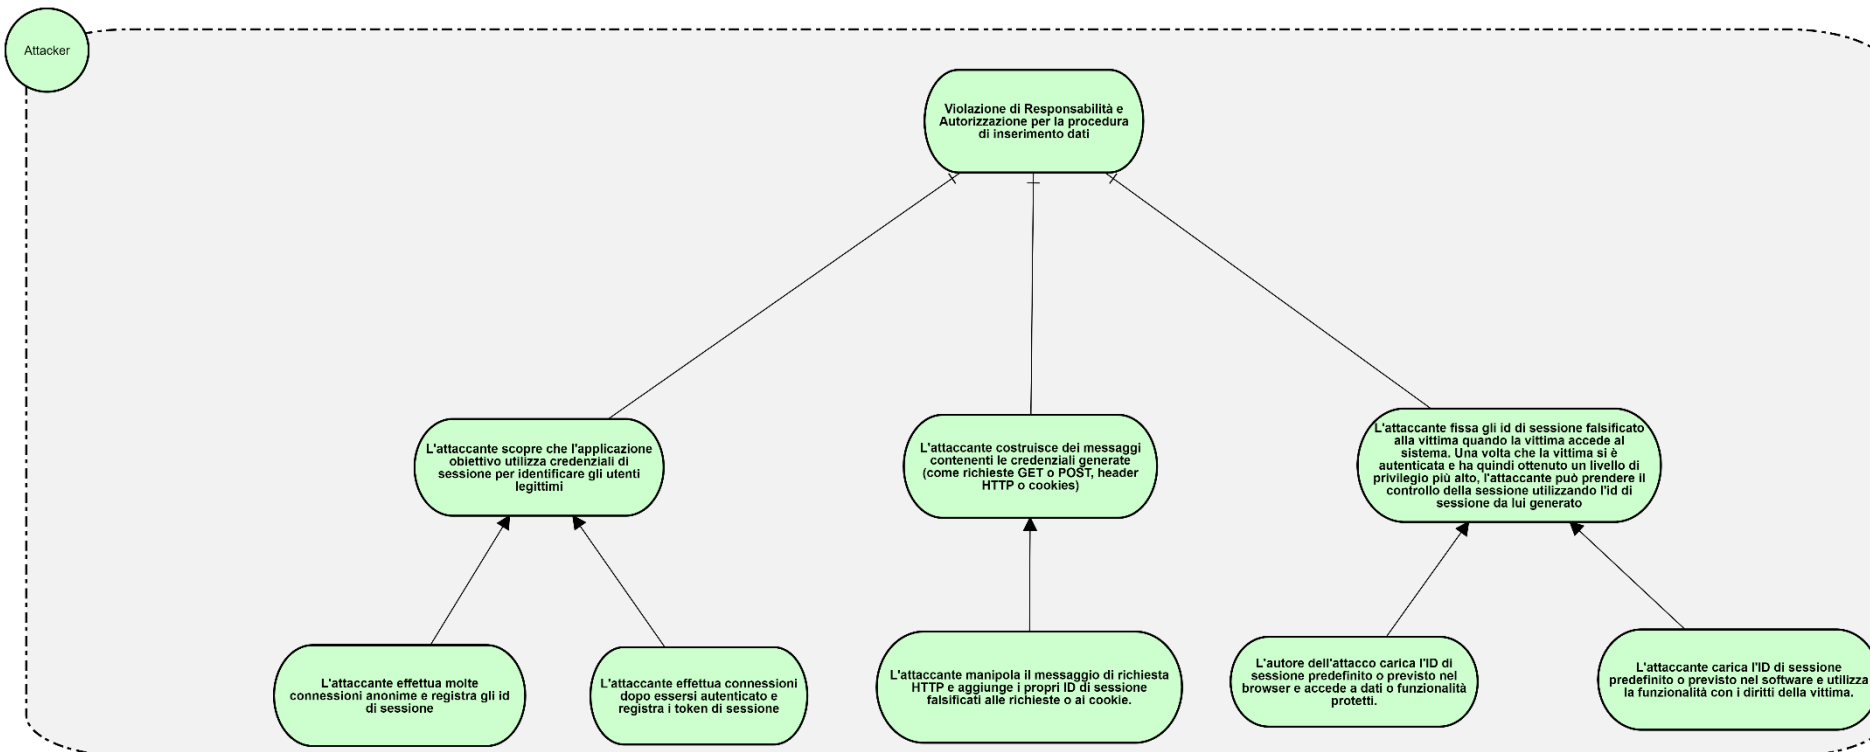 Attacker
Violazione di Responsabilità e
Autorizzazione per la procedura
di inserimento dati
L'attaccante scopre che l'applicazione
obiettivo utilizza credenziali di
sessione per identificare gli utenti
legittimi
L'attaccante costruisce dei messaggi
contenenti le credenziali generate
(come richieste GET o POST, header
HTTP o cookies)
L'attaccante fissa gli id di sessione falsificato
alla vittima quando la vittima accede al
sistema. Una volta che la vittima si è
autenticata e ha quindi ottenuto un livello di
privilegio più alto, l'attaccante può prendere il
controllo della sessione utilizzando l'id di
sessione da lui generato
L'attaccante effettua molte
connessioni anonime e registra gli id
di sessione
L'attaccante effettua connessioni
dopo essersi autenticato e
registra i token di sessione
L'attaccante manipola il messaggio di richiesta
HTTP e aggiunge i propri ID di sessione
falsificati alle richieste o ai cookie.
L'autore dell'attacco carica l'ID di
sessione predefinito o previsto nel
browser e accede a dati o funzionalità
protetti.
L'attaccante carica l'ID di sessione
predefinito o previsto nel software e utilizza
la funzionalità con i diritti della vittima.